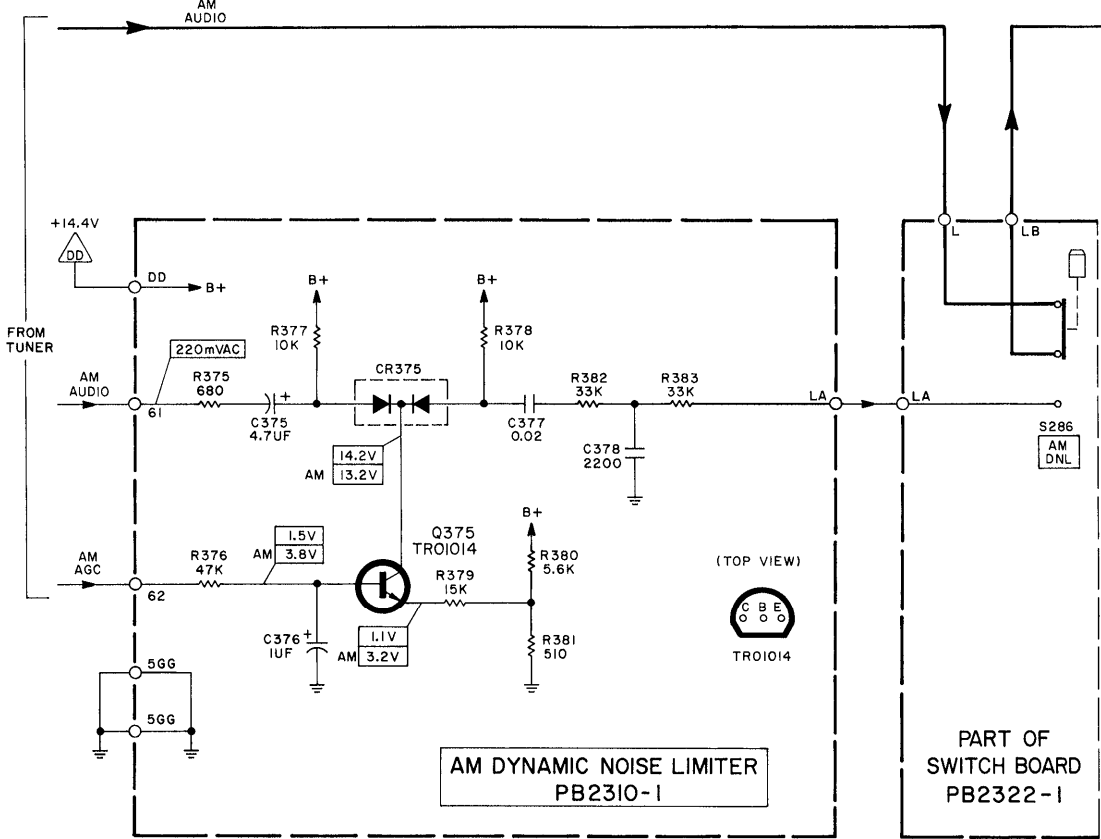 AM
AUDIO
+14.4V
DD
DD
B+
FROM
TUNER
AM
AUDIO
61
220mVAC
R375
680
C375
4.7UF
+
B+
R377
10K
CR375
B+
R378
10K
C377
0.02
R382
33K
C378
2200
R383
33K
LA
LA
L
LB
S286
AM
DNL
AM
14.2V
13.2V
AM
AGC
62
R376
47K
AM
1.5V
3.8V
C376
1UF
+
Q375
TR01014
AM
1.1V
3.2V
R379
15K
B+
R380
5.6K
R381
510
(TOP VIEW)
C B E
TR01014
5GG
5GG
AM DYNAMIC NOISE LIMITER
PB2310-1
PART OF
SWITCH BOARD
PB2322-1